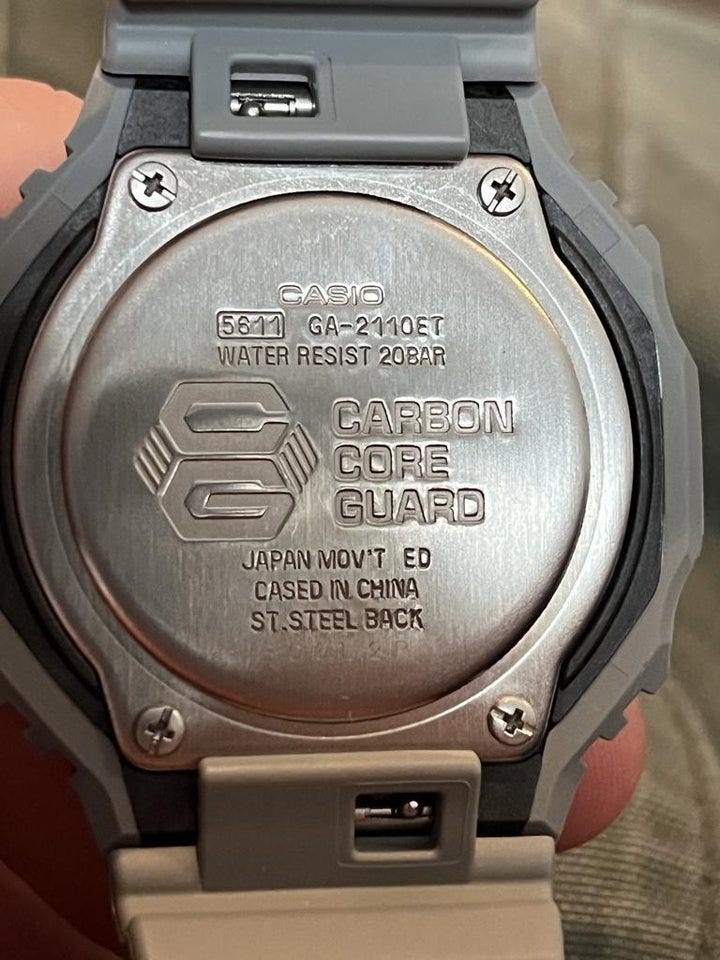 CASIO
5611 GA-2110ET
WATER RESIST 20BAR
CARBON
CORE
GUARD
JAPAN MOV'T ED
CASED IN CHINA
ST.STEEL BACK